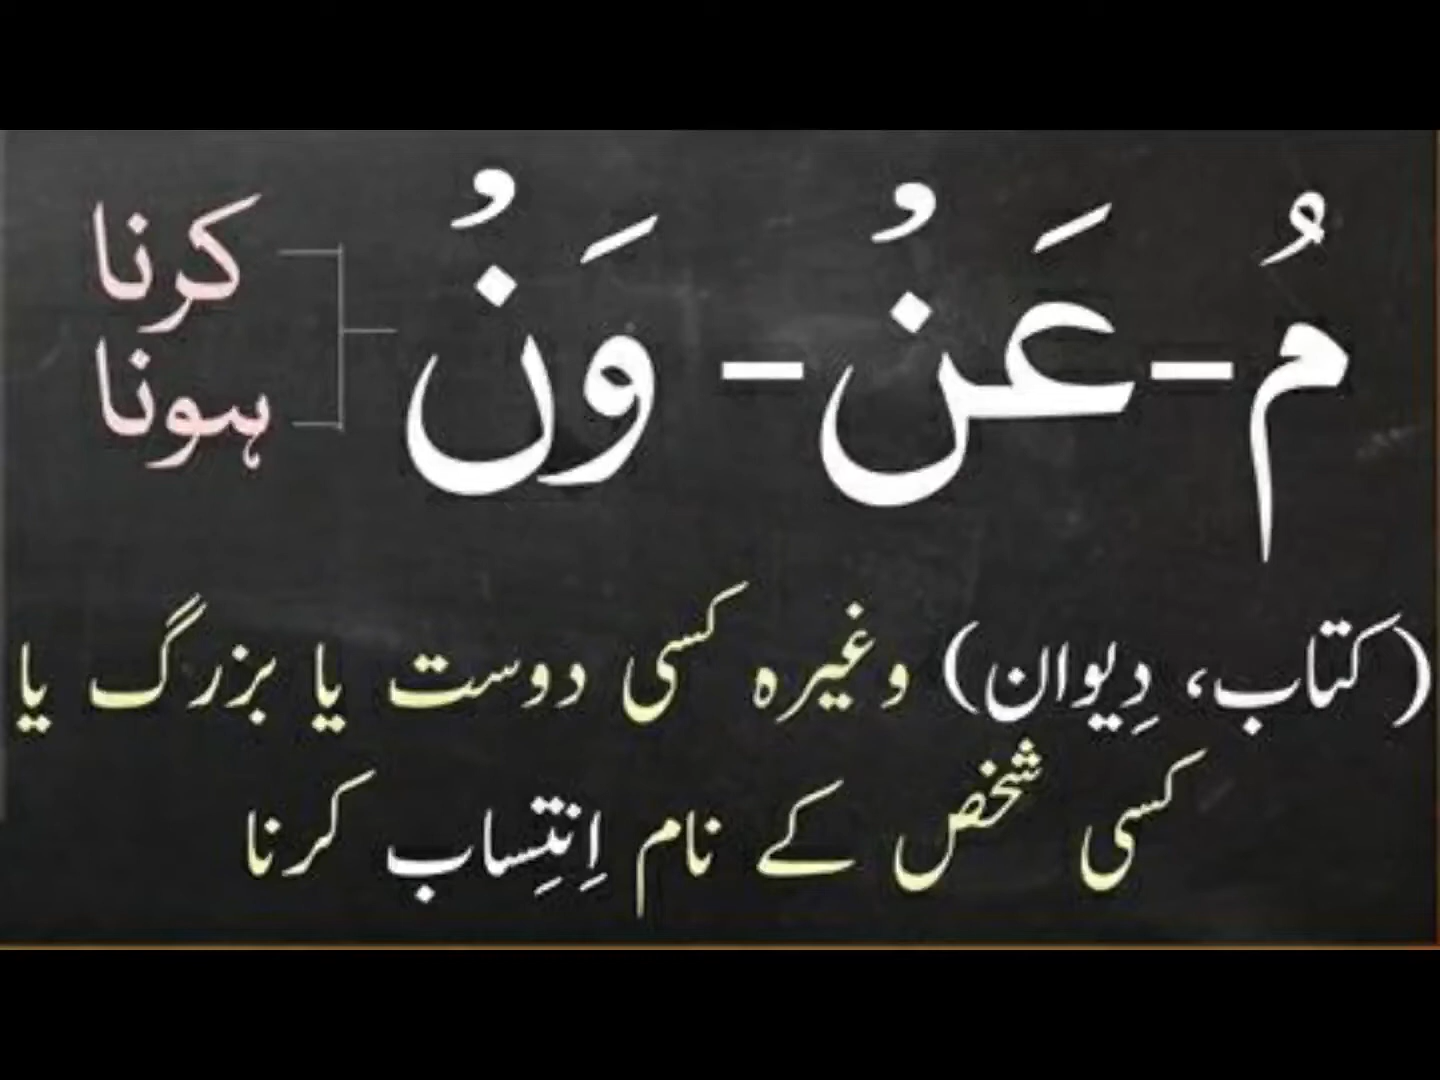 مُ-عَنْ-وَنْ
کرنا
ہونا
(کتاب، دِیوان) وغیرہ کسی دوست یا بزرگ یا
کسی شخص کے نام اِنتِساب کرنا